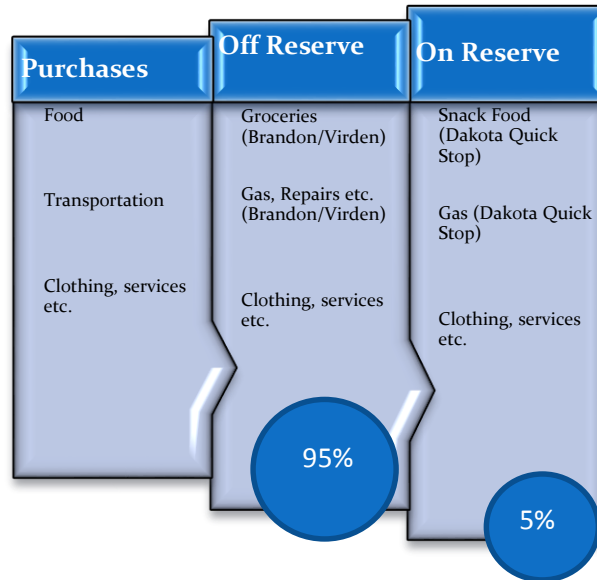 Purchases
Food
Transportation
Clothing, services
etc.
Off Reserve
Groceries
(Brandon/Virden)
Gas, Repairs etc.
(Brandon/Virden)
Clothing, services
etc.
95%
On Reserve
Snack Food
(Dakota Quick
Stop)
Gas (Dakota Quick
Stop)
Clothing, services
etc.
5%